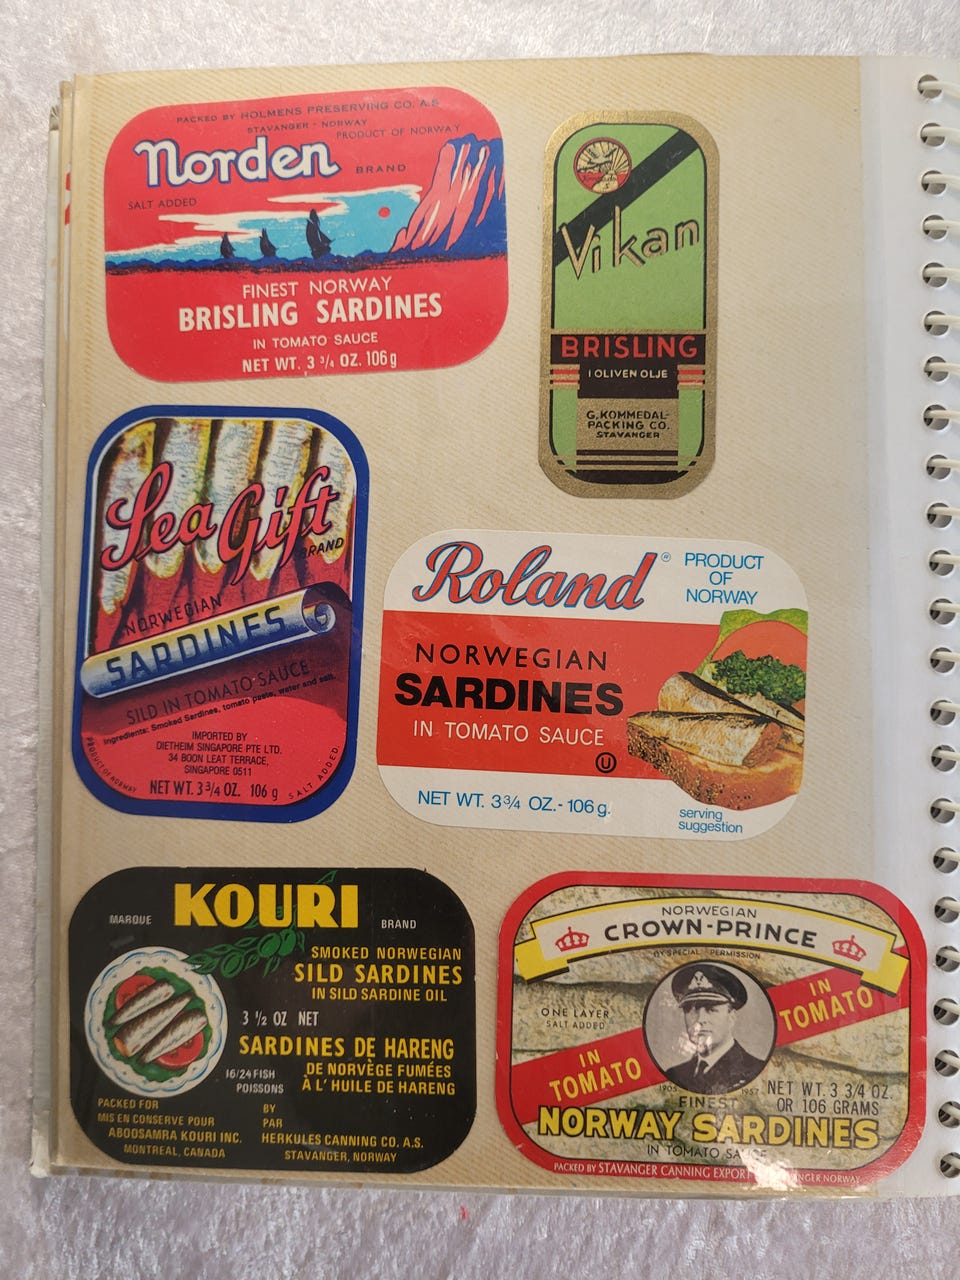 PACKED BY HOLMENS PRESERVING CO. A.S
STAVANGER - NORWAY
PRODUCT OF NORWAY
Norden
BRAND
SALT ADDED
FINEST NORWAY
BRISLING SARDINES
IN TOMATO SAUCE
NET WT. 3 3/4 OZ. 106 g
Vikan
BRISLING
I OLIVEN OLJE
G. KOMMEDAL-
PACKING CO.
STAVANGER
Sea Gift
BRAND
NORWEGIAN
SARDINES
SILD IN TOMATO SAUCE
Ingredients: Smoked Sardines, tomato paste, water and salt.
IMPORTED BY
DIETHEIM SINGAPORE PTE LTD.
34 BOON LEAT TERRACE,
SINGAPORE 0511
PRODUCT OF NORWAY
NET WT. 3 3/4 OZ. 106 g
SALT ADDED
Roland ®
PRODUCT
OF
NORWAY
NORWEGIAN
SARDINES
IN TOMATO SAUCE
U
NET WT. 3 3/4 OZ.- 106 g.
serving
suggestion
MARQUE
KOURI
BRAND
SMOKED NORWEGIAN
SILD SARDINES
IN SILD SARDINE OIL
3 1/2 OZ NET
SARDINES DE HARENG
16/24 FISH
POISSONS
DE NORVÈGE FUMÉES
À L'HUILE DE HARENG
PACKED FOR
MIS EN CONSERVE POUR
ABOOSAMRA KOURI INC.
MONTREAL, CANADA
BY
PAR
HERKULES CANNING CO. A.S.
STAVANGER, NORWAY
NORWEGIAN
CROWN-PRINCE
BY SPECIAL PERMISSION
ONE LAYER
SALT ADDED
IN
TOMATO
IN
TOMATO
1905
1957
NET WT. 3 3/4 OZ.
OR 106 GRAMS
FINEST
NORWAY SARDINES
IN TOMATO SAUCE
PACKED BY STAVANGER CANNING EXPORT NORWAY